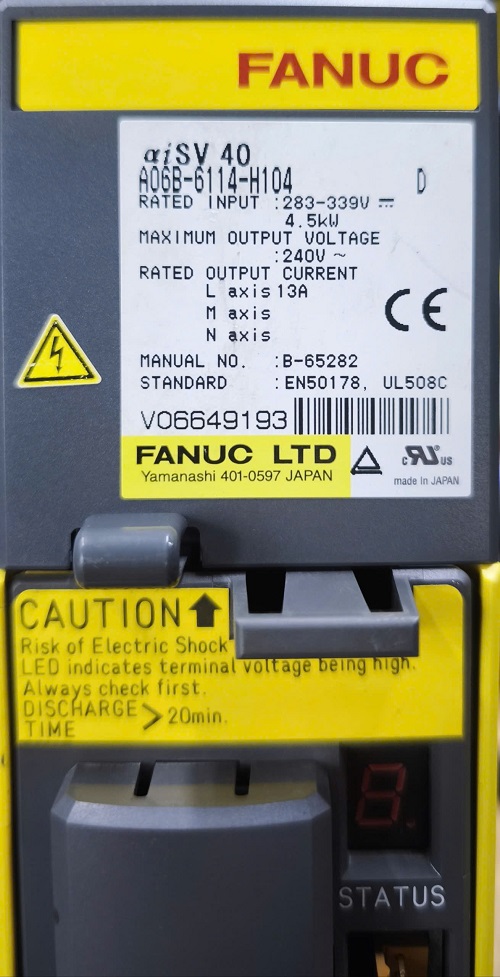 FANUC
αiSV 40
A06B-6114-H104 D
RATED INPUT :283-339V ⎓
4.5kW
MAXIMUM OUTPUT VOLTAGE
:240V ~
RATED OUTPUT CURRENT
L axis 13A
M axis
N axis
CE
MANUAL NO. :B-65282
STANDARD :EN50178, UL508C
V06649193
FANUC LTD
Yamanashi 401-0597 JAPAN
c RU US
made in JAPAN
CAUTION
Risk of Electric Shock
LED indicates terminal voltage being high.
Always check first.
DISCHARGE
TIME > 20min.
8.
STATUS